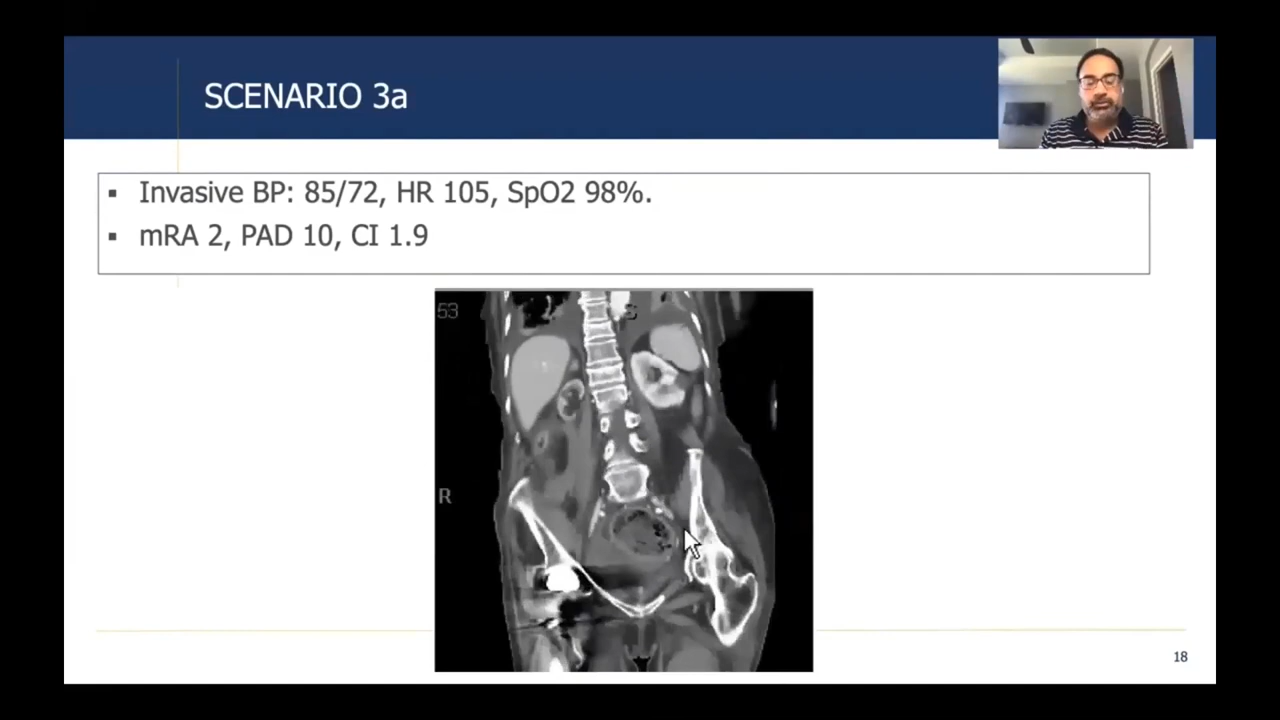 SCENARIO 3a
▪ Invasive BP: 85/72, HR 105, SpO2 98%.
▪ mRA 2, PAD 10, CI 1.9
53
S
R
18